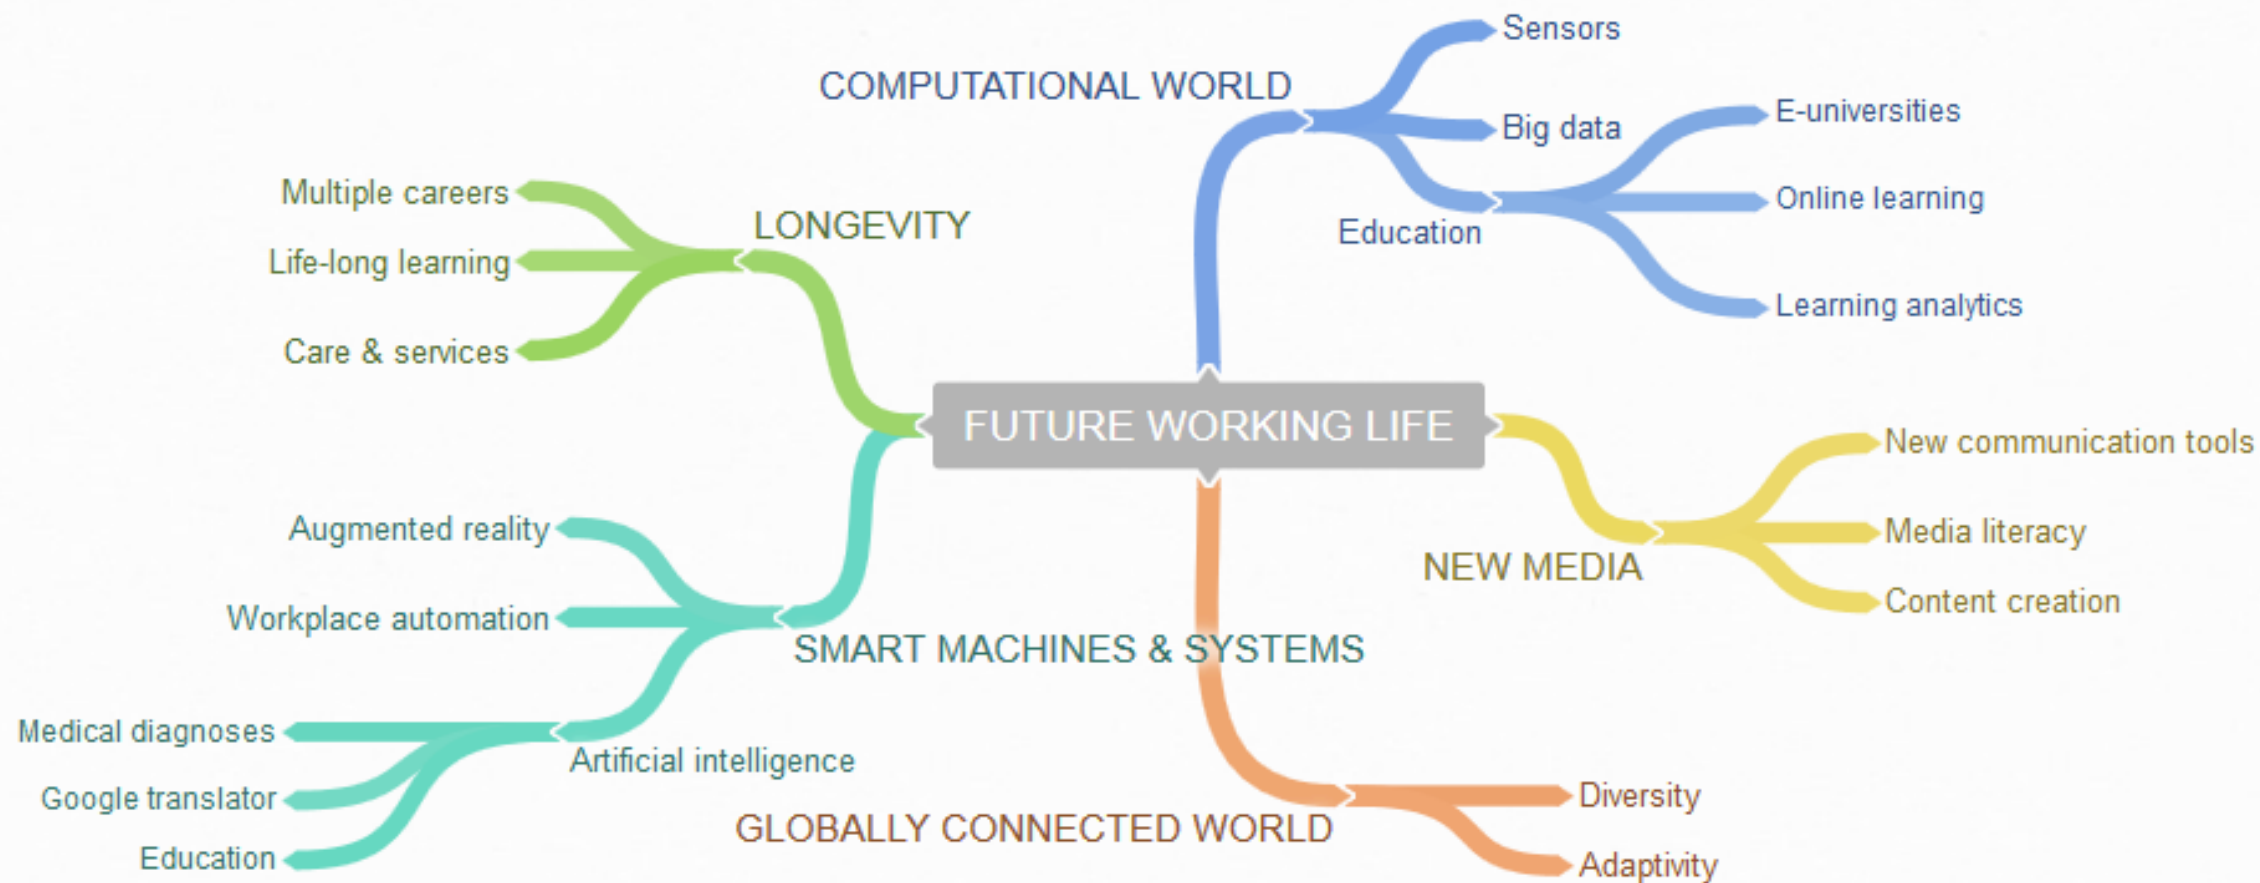 FUTURE WORKING LIFE
COMPUTATIONAL WORLD
Sensors
Big data
Education
E-universities
Online learning
Learning analytics
NEW MEDIA
New communication tools
Media literacy
Content creation
GLOBALLY CONNECTED WORLD
Diversity
Adaptivity
SMART MACHINES & SYSTEMS
Augmented reality
Workplace automation
Artificial intelligence
Medical diagnoses
Google translator
Education
LONGEVITY
Multiple careers
Life-long learning
Care & services